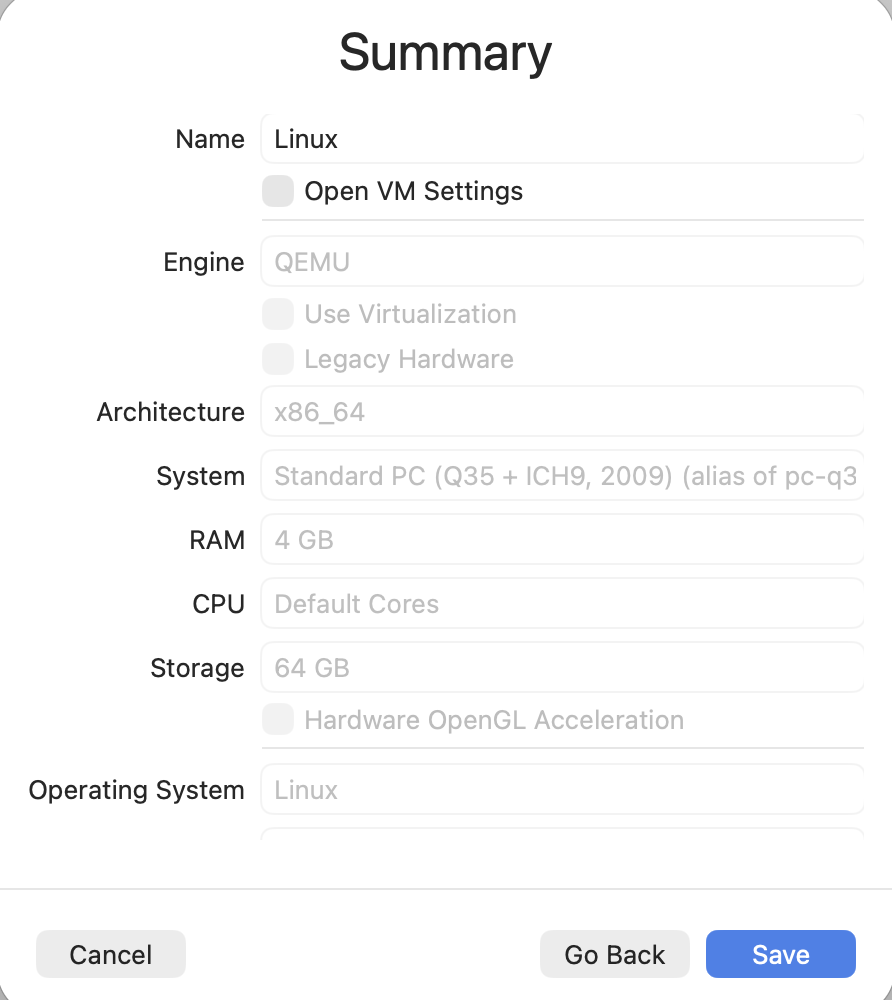 Summary
Name Linux
Open VM Settings
Engine QEMU
Use Virtualization
Legacy Hardware
Architecture x86_64
System Standard PC (Q35 + ICH9, 2009) (alias of pc-q3
RAM 4 GB
CPU Default Cores
Storage 64 GB
Hardware OpenGL Acceleration
Operating System Linux
Cancel Go Back Save